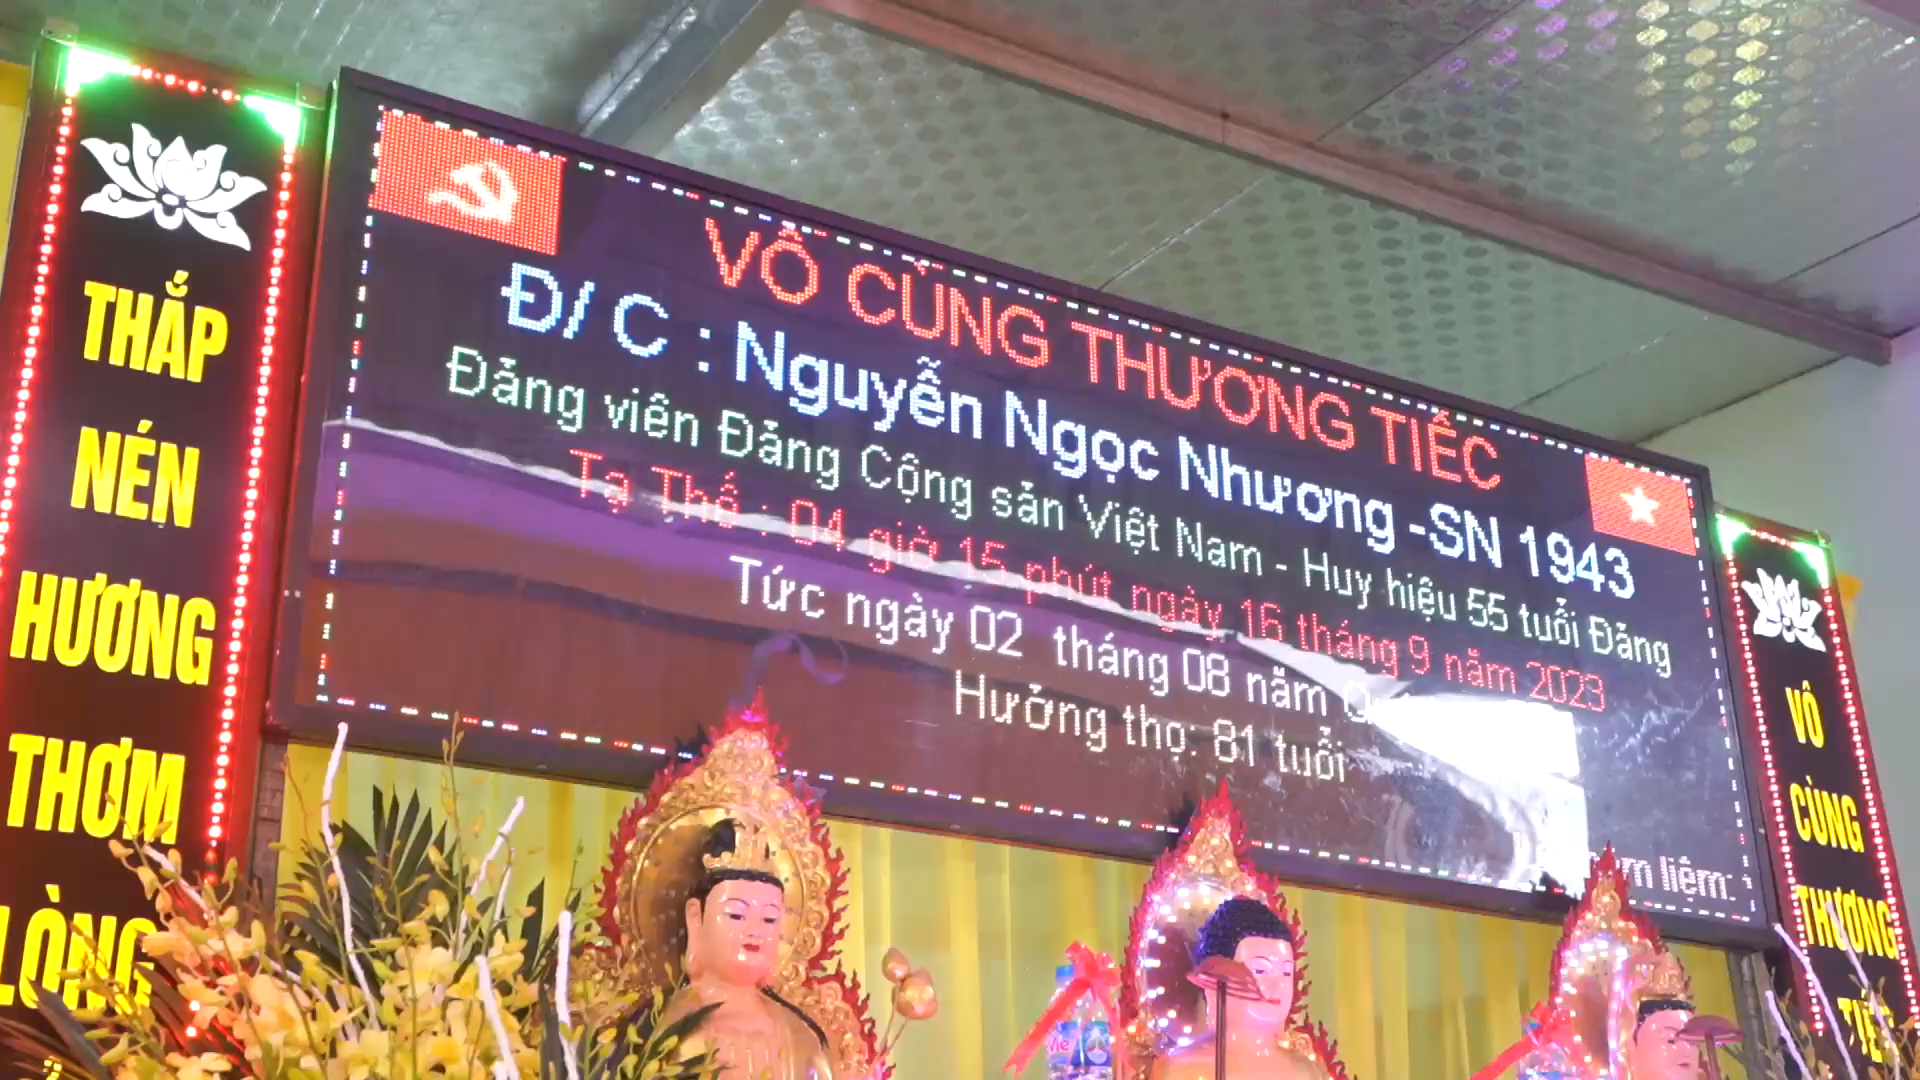 THẮP
NÉN
HƯƠNG
THƠM
LÒNG
VÔ CÙNG THƯƠNG TIẾC
Đ/ C : Nguyễn Ngọc Nhương -SN 1943
Đảng viên Đảng Cộng sản Việt Nam - Huy hiệu 55 tuổi Đảng
Tạ Thế : 04 giờ 15 phút ngày 16 tháng 9 năm 2023
Tức ngày 02 tháng 08 năm
Hưởng thọ: 81 tuổi
liệm:
VÔ
CÙNG
THƯƠNG
TIẾC